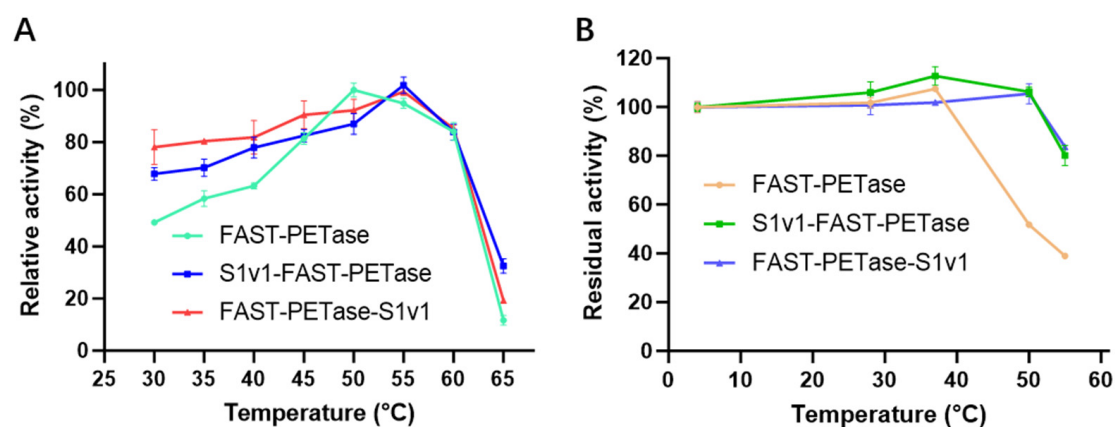 A
Relative activity (%)
100
80
60
40
20
0
25 30 35 40 45 50 55 60 65
Temperature (°C)
FAST-PETase
S1v1-FAST-PETase
FAST-PETase-S1v1
B
Residual activity (%)
120
100
80
60
40
20
0
0 10 20 30 40 50 60
Temperature (°C)
FAST-PETase
S1v1-FAST-PETase
FAST-PETase-S1v1